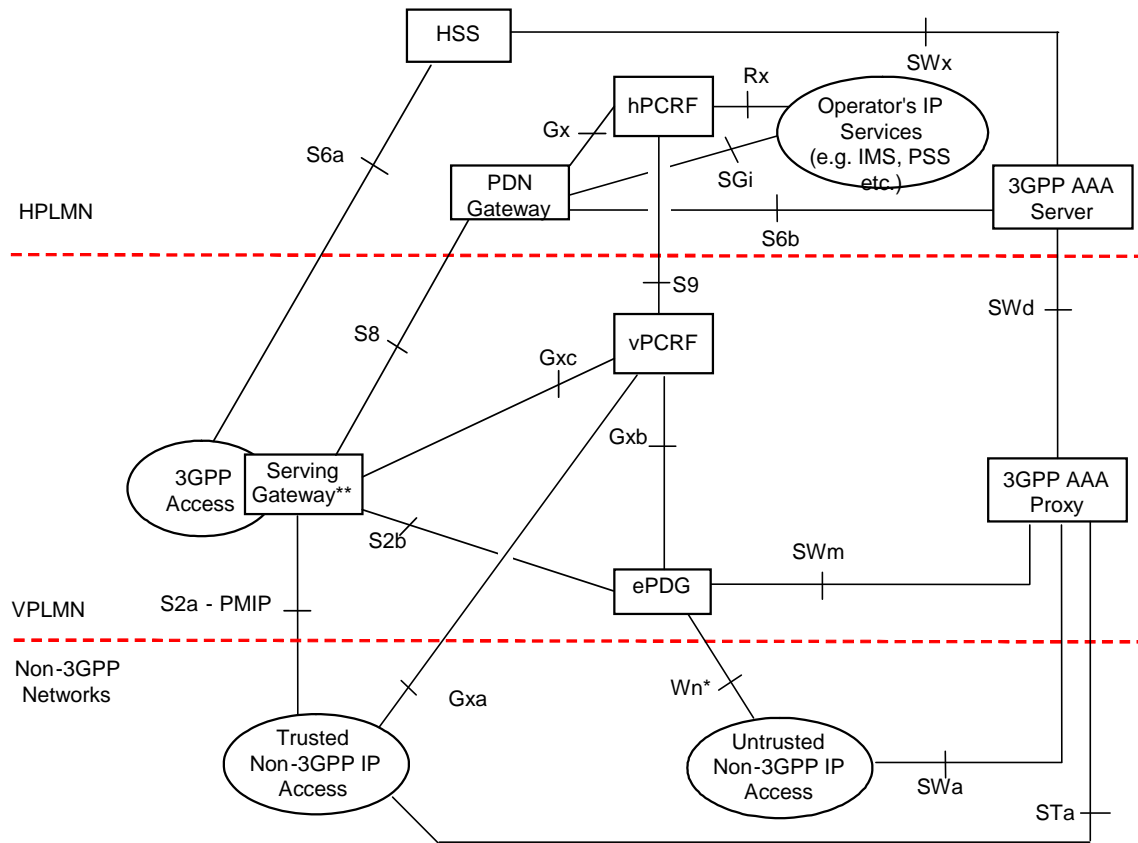 HSS
SWx
Rx
hPCRF
Operator's IP
Services
(e.g. IMS, PSS
etc.)
Gx
S6a
SGi
PDN
Gateway
3GPP AAA
Server
HPLMN
S6b
S9
SWd
S8
vPCRF
Gxc
Gxb
3GPP
Access
Serving
Gateway**
3GPP AAA
Proxy
S2b
SWm
ePDG
S2a - PMIP
VPLMN
Non-3GPP
Networks
Wn*
Gxa
Trusted
Non-3GPP IP
Access
Untrusted
Non-3GPP IP
Access
SWa
STa